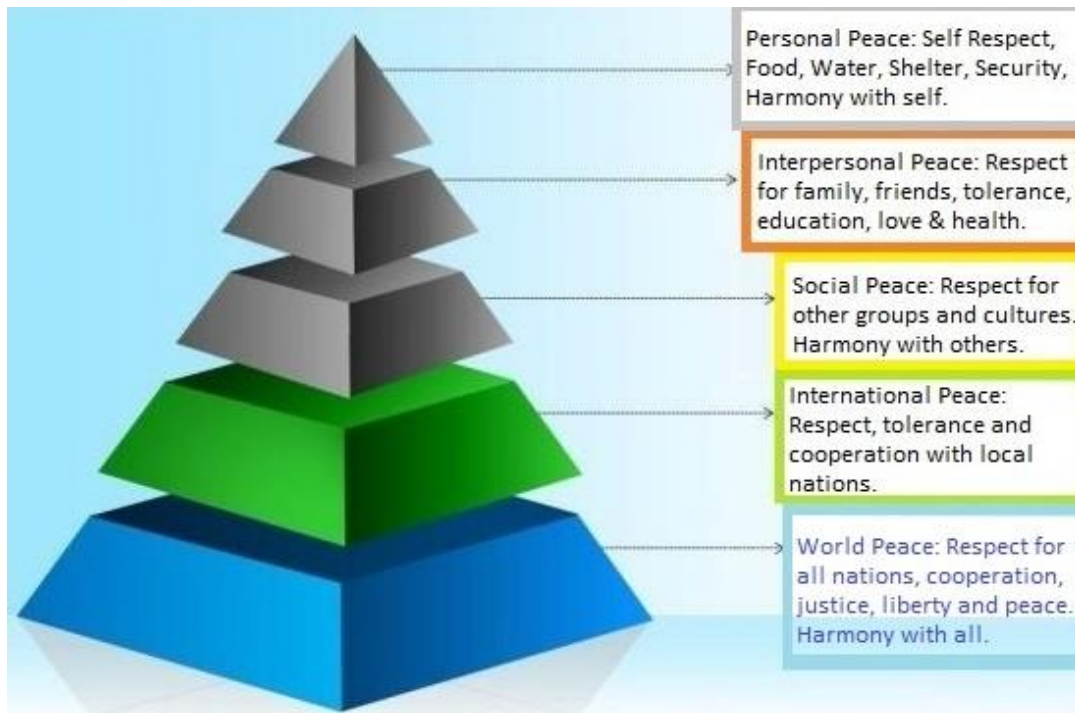 Personal Peace: Self Respect,
Food, Water, Shelter, Security,
Harmony with self.
Interpersonal Peace: Respect
for family, friends, tolerance,
education, love & health.
Social Peace: Respect for
other groups and cultures.
Harmony with others.
International Peace:
Respect, tolerance and
cooperation with local
nations.
World Peace: Respect for
all nations, cooperation,
justice, liberty and peace.
Harmony with all.